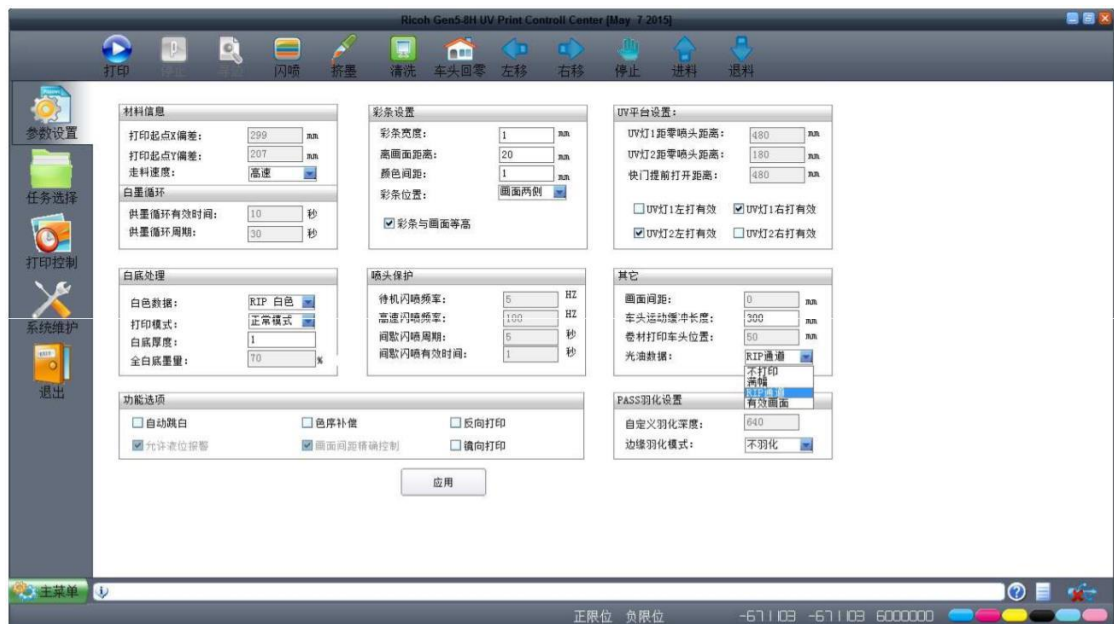 Ricoh Gen5-8H UV Print Controll Center [May 7 2015]
打印 停止 闪喷 挤墨 清洗 车头回零 左移 右移 停止 进料 退料
参数设置
任务选择
打印控制
系统维护
退出
材料信息
打印起点X偏差: 299 mm
打印起点Y偏差: 207 mm
走料速度: 高速
白墨循环
供墨循环有效时间: 10 秒
供墨循环周期: 30 秒
彩条设置
彩条宽度: 1 mm
离画面距离: 20 mm
颜色间距: 1 mm
彩条位置: 画面两侧
彩条与画面等高
UV平台设置:
UV灯1距零喷头距离: 480 mm
UV灯2距零喷头距离: 180 mm
快门提前打开距离: 480 mm
UV灯1左打有效 UV灯1右打有效
UV灯2左打有效 UV灯2右打有效
白底处理
白色数据: RIP 白色
打印模式: 正常模式
白底厚度: 1
全白底墨量: 70 %
喷头保护
待机闪喷频率: 5 HZ
高速闪喷频率: 100 HZ
间歇闪喷周期: 5 秒
间歇闪喷有效时间: 1 秒
其它
画面间距: 0 mm
车头运动缓冲长度: 300 mm
卷材打印车头位置: 50 mm
光油数据: RIP通道
不打印
满幅
RIP通道
有效画面
功能选项
自动跳白 色序补偿 反向打印
允许液位报警 画面间距精确控制 镜向打印
PASS羽化设置
自定义羽化深度: 640
边缘羽化模式: 不羽化
应用
主菜单
正限位 负限位 -671103 -671103 6000000